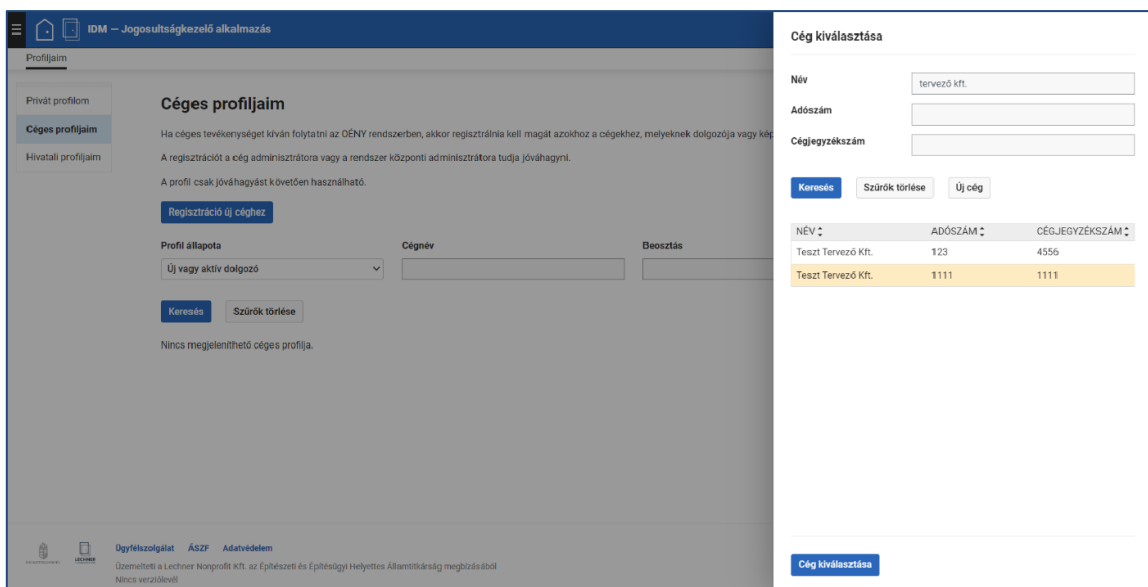 IDM — Jogosultságkezelő alkalmazás
Profiljaim
Privát profilom
Céges profiljaim
Hivatali profiljaim
Céges profiljaim
Ha céges tevékenységet kíván folytatni az OÉNY rendszerben, akkor regisztrálnia kell magát azokhoz a cégekhez, melyeknek dolgozója vagy kép
A regisztrációt a cég adminisztrátora vagy a rendszer központi adminisztrátora tudja jóváhagyni.
A profil csak jóváhagyást követően használható.
Regisztráció új céghez
Profil állapota Cégnév Beosztás
Új vagy aktív dolgozó
Keresés Szűrők törlése
Nincs megjeleníthető céges profilja.
LECHNER
Ügyfélszolgálat ÁSZF Adatvédelem
Üzemelteti a Lechner Nonprofit Kft. az Építészeti és Építésügyi Helyettes Államtitkárság megbízásából
Nincs verziólevél
Cég kiválasztása
Név tervező kft.
Adószám
Cégjegyzékszám
Keresés Szűrők törlése Új cég
NÉV ADÓSZÁM CÉGJEGYZÉKSZÁM
Teszt Tervező Kft. 123 4556
Teszt Tervező Kft. 1111 1111
Cég kiválasztása